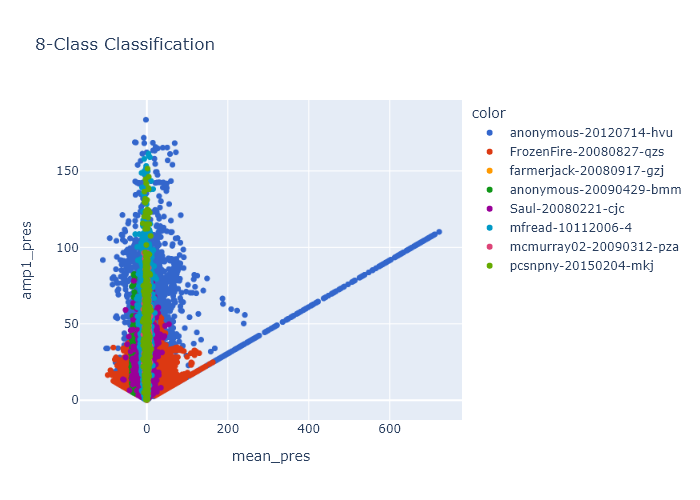 8-Class Classification
color
anonymous-20120714-hvu
FrozenFire-20080827-qzs
farmerjack-20080917-gzj
anonymous-20090429-bmm
Saul-20080221-cjc
mfread-10112006-4
mcmurray02-20090312-pza
pcsnpny-20150204-mkj
amp1_pres
150
100
50
0
0 200 400 600
mean_pres